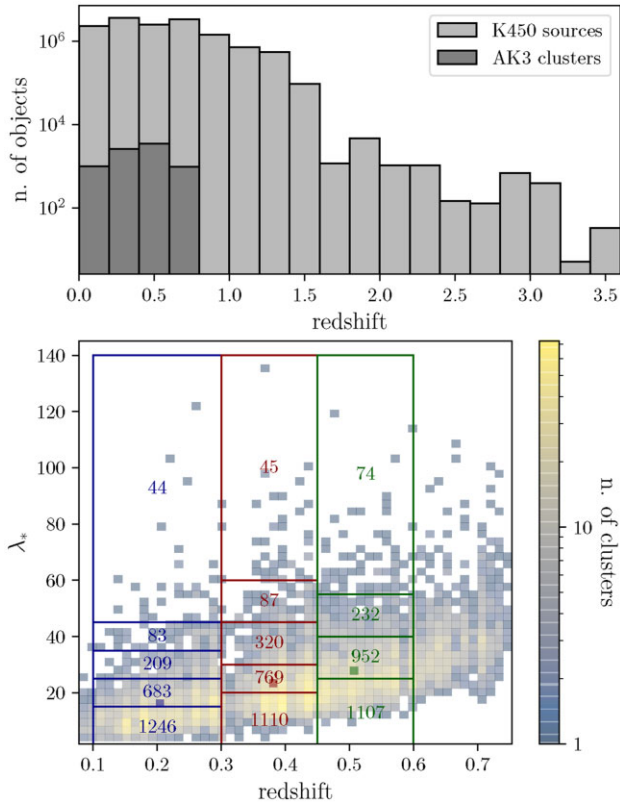 K450 sources
AK3 clusters
n. of objects
10^6
10^4
10^2
0.0 0.5 1.0 1.5 2.0 2.5 3.0 3.5
redshift
140
120
100
80
60
40
20
λ*
44
83
209
683
1246
45
87
320
769
1110
74
232
952
1107
0.1 0.2 0.3 0.4 0.5 0.6 0.7
redshift
10
1
n. of clusters